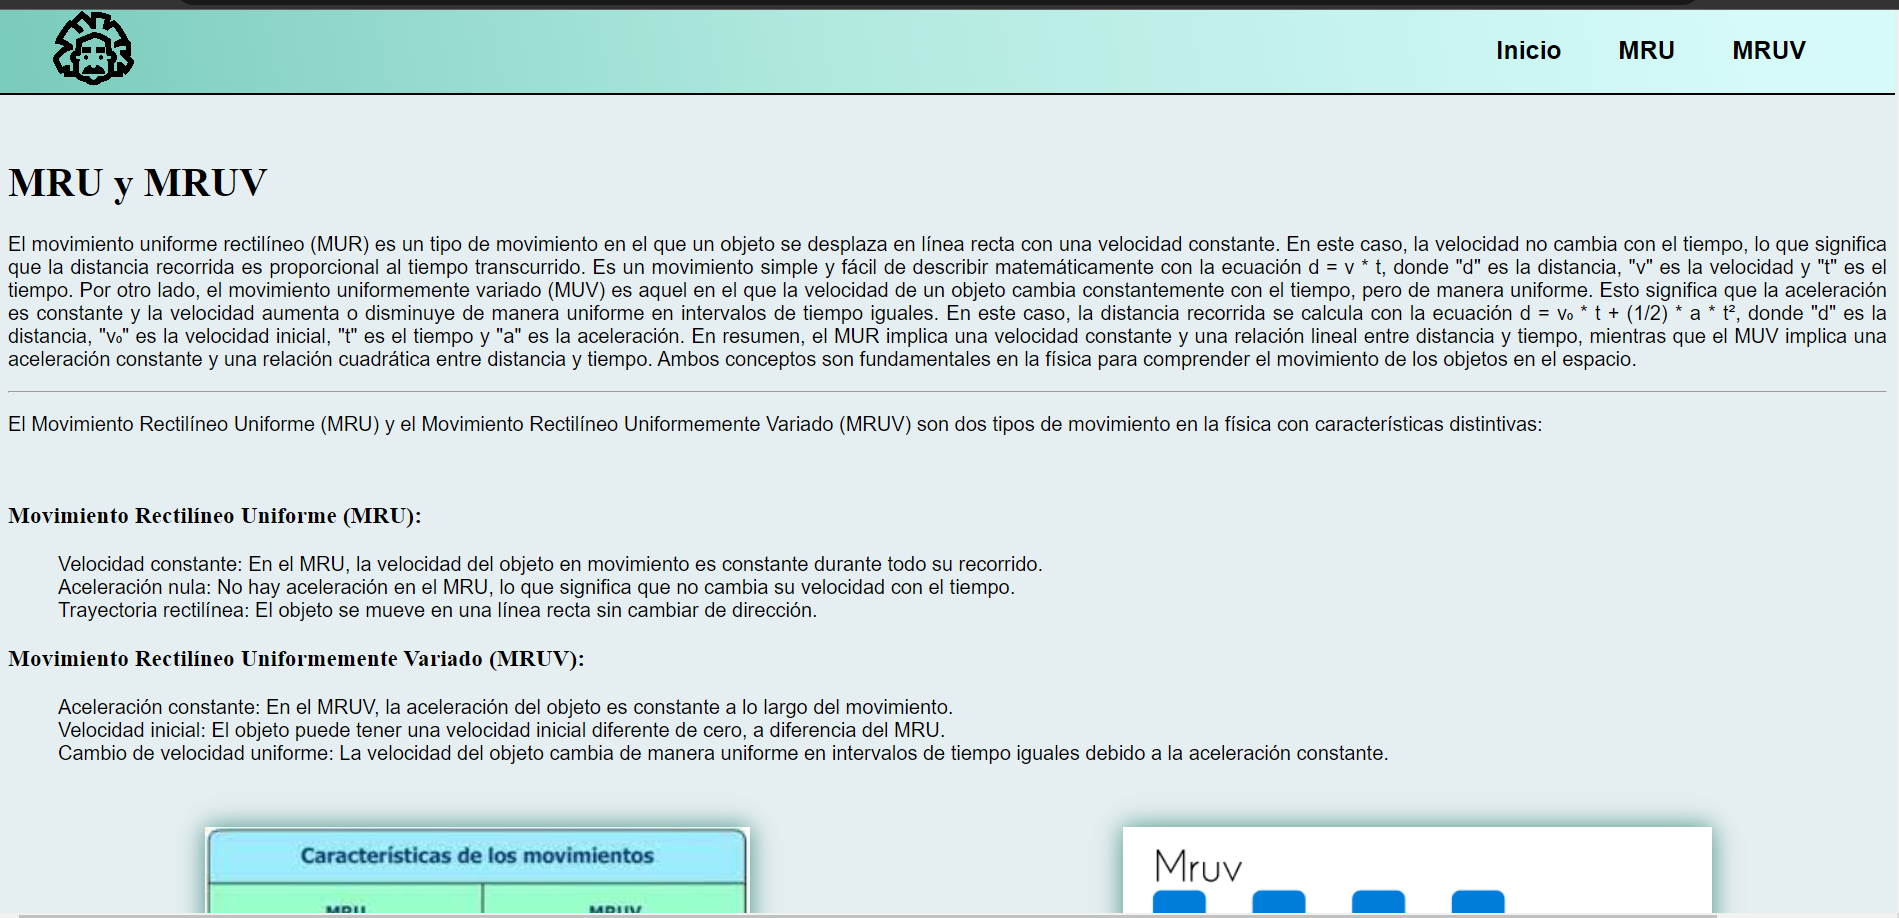 Inicio MRU MRUV
MRU y MRUV
El movimiento uniforme rectilíneo (MUR) es un tipo de movimiento en el que un objeto se desplaza en línea recta con una velocidad constante. En este caso, la velocidad no cambia con el tiempo, lo que significa
que la distancia recorrida es proporcional al tiempo transcurrido. Es un movimiento simple y fácil de describir matemáticamente con la ecuación d = v * t, donde "d" es la distancia, "v" es la velocidad y "t" es el
tiempo. Por otro lado, el movimiento uniformemente variado (MUV) es aquel en el que la velocidad de un objeto cambia constantemente con el tiempo, pero de manera uniforme. Esto significa que la aceleración
es constante y la velocidad aumenta o disminuye de manera uniforme en intervalos de tiempo iguales. En este caso, la distancia recorrida se calcula con la ecuación d = v₀ * t + (1/2) * a * t², donde "d" es la
distancia, "v₀" es la velocidad inicial, "t" es el tiempo y "a" es la aceleración. En resumen, el MUR implica una velocidad constante y una relación lineal entre distancia y tiempo, mientras que el MUV implica una
aceleración constante y una relación cuadrática entre distancia y tiempo. Ambos conceptos son fundamentales en la física para comprender el movimiento de los objetos en el espacio.
El Movimiento Rectilíneo Uniforme (MRU) y el Movimiento Rectilíneo Uniformemente Variado (MRUV) son dos tipos de movimiento en la física con características distintivas:
Movimiento Rectilíneo Uniforme (MRU):
Velocidad constante: En el MRU, la velocidad del objeto en movimiento es constante durante todo su recorrido.
Aceleración nula: No hay aceleración en el MRU, lo que significa que no cambia su velocidad con el tiempo.
Trayectoria rectilínea: El objeto se mueve en una línea recta sin cambiar de dirección.
Movimiento Rectilíneo Uniformemente Variado (MRUV):
Aceleración constante: En el MRUV, la aceleración del objeto es constante a lo largo del movimiento.
Velocidad inicial: El objeto puede tener una velocidad inicial diferente de cero, a diferencia del MRU.
Cambio de velocidad uniforme: La velocidad del objeto cambia de manera uniforme en intervalos de tiempo iguales debido a la aceleración constante.
Características de los movimientos
MRU MRUV
Mruv